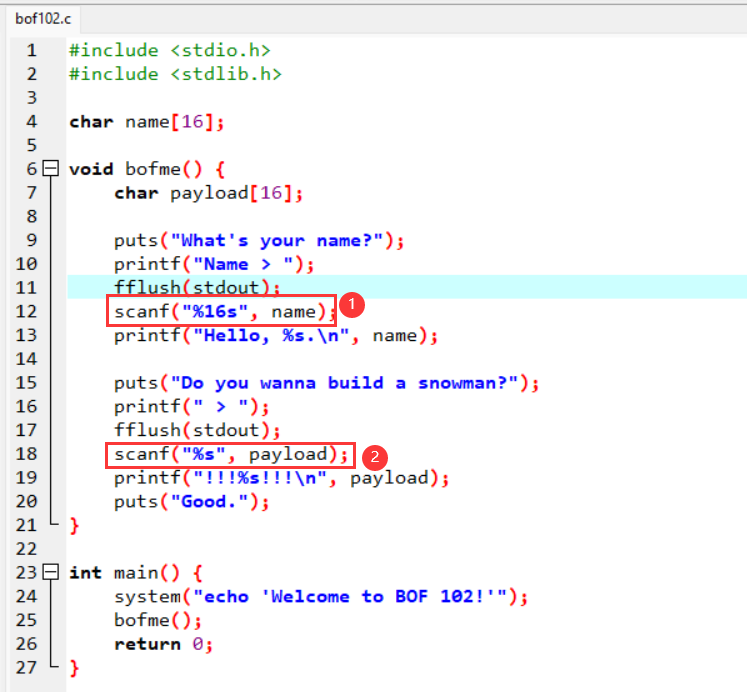 bof102.c
1 #include <stdio.h>
2 #include <stdlib.h>
3
4 char name[16];
5
6 void bofme() {
7     char payload[16];
8
9     puts("What's your name?");
10     printf("Name > ");
11     fflush(stdout);
12     scanf("%16s", name); 1
13     printf("Hello, %s.\n", name);
14
15     puts("Do you wanna build a snowman?");
16     printf(" > ");
17     fflush(stdout);
18     scanf("%s", payload); 2
19     printf("!!!%s!!!\n", payload);
20     puts("Good.");
21 }
22
23 int main() {
24     system("echo 'Welcome to BOF 102!'");
25     bofme();
26     return 0;
27 }